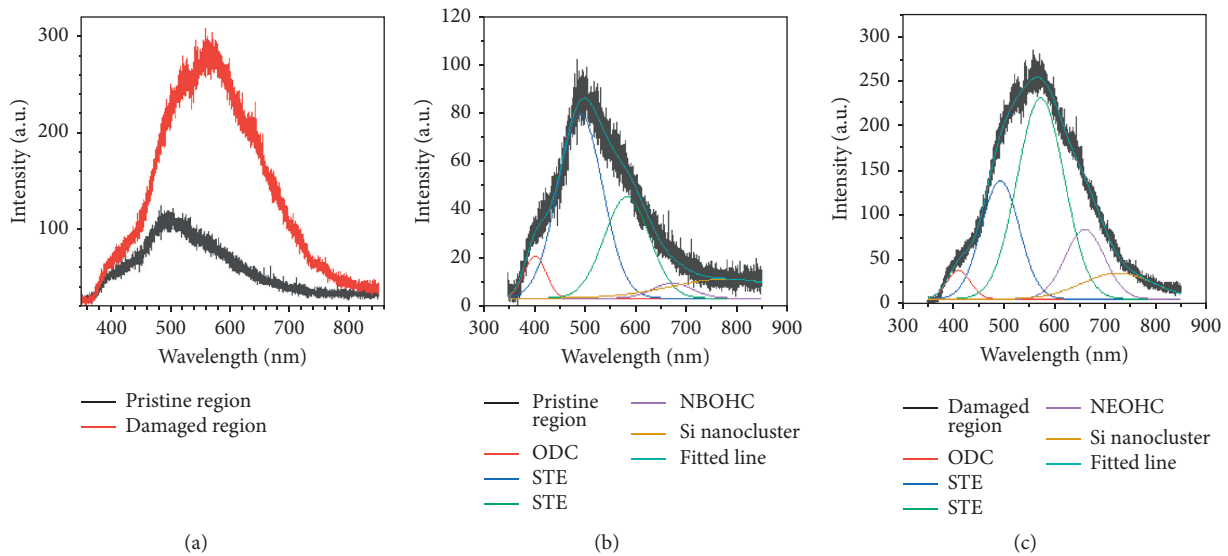 300
200
100
Intensity (a.u.)
400 500 600 700 800
Wavelength (nm)
Pristine region
Damaged region
(a)
120
100
80
60
40
20
0
Intensity (a.u.)
300 400 500 600 700 800 900
Wavelength (nm)
Pristine
region
ODC
STE
STE
NBOHC
Si nanocluster
Fitted line
(b)
300
250
200
150
100
50
0
Intensity (a.u.)
300 400 500 600 700 800 900
Wavelength (nm)
Damaged
region
ODC
STE
STE
NEOHC
Si nanocluster
Fitted line
(c)